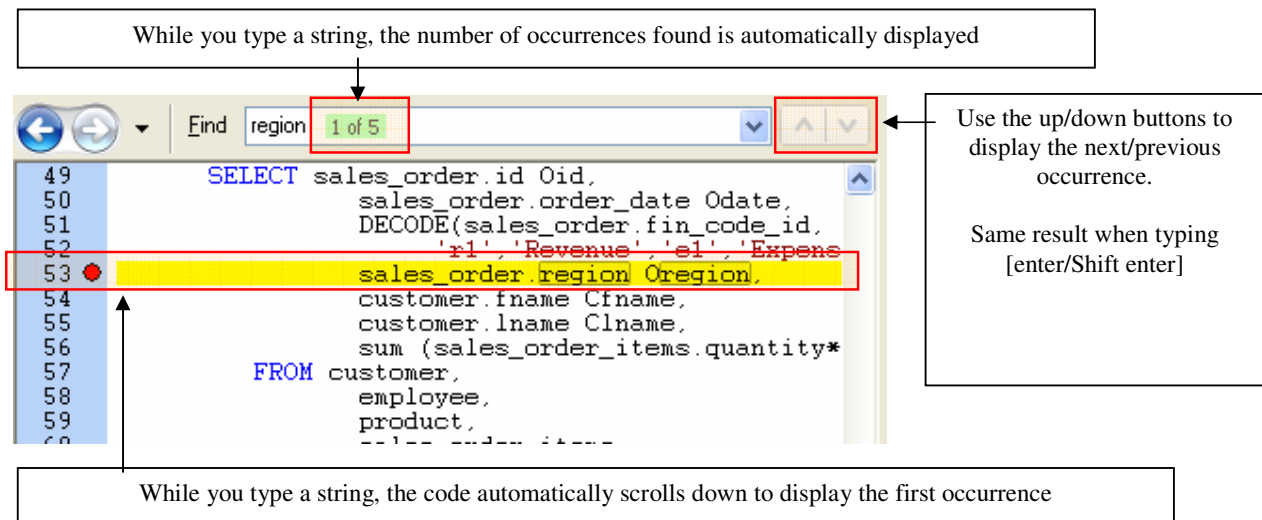 While you type a string, the number of occurrences found is automatically displayed
Find region 1 of 5
Use the up/down buttons to
display the next/previous
occurrence.
Same result when typing
[enter/Shift enter]
49 SELECT sales_order.id Oid,
50 sales_order.order_date Odate,
51 DECODE(sales_order.fin_code_id,
52 'r1','Revenue','e1','Expens
53 sales_order.region Oregion,
54 customer.fname Cfname,
55 customer.lname Clname,
56 sum (sales_order_items.quantity*
57 FROM customer,
58 employee,
59 product,
While you type a string, the code automatically scrolls down to display the first occurrence